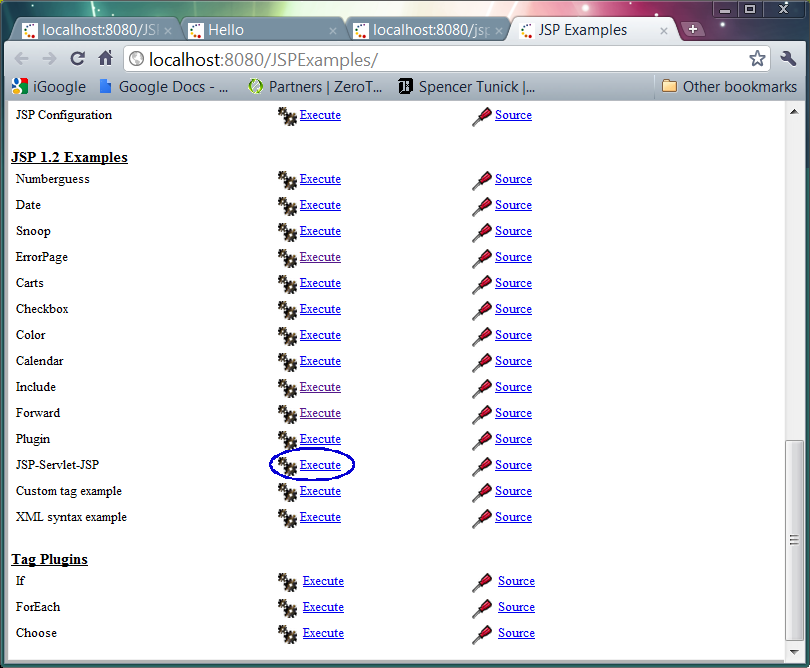 localhost:8080/JSI
Hello
localhost:8080/jsp
JSP Examples
localhost:8080/JSPExamples/
iGoogle Google Docs - ... Partners | ZeroT... Spencer Tunick |... Other bookmarks
JSP Configuration Execute Source
JSP 1.2 Examples
Numberguess Execute Source
Date Execute Source
Snoop Execute Source
ErrorPage Execute Source
Carts Execute Source
Checkbox Execute Source
Color Execute Source
Calendar Execute Source
Include Execute Source
Forward Execute Source
Plugin Execute Source
JSP-Servlet-JSP Execute Source
Custom tag example Execute Source
XML syntax example Execute Source
Tag Plugins
If Execute Source
ForEach Execute Source
Choose Execute Source